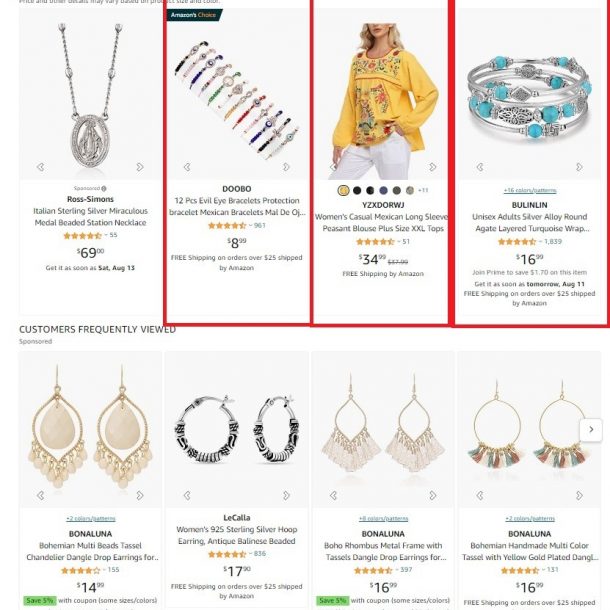 Price and other details may vary based on product size and color.
Amazon's Choice
Sponsored
Ross-Simons
Italian Sterling Silver Miraculous
Medal Beaded Station Necklace
55
$69.00
Get it as soon as Sat, Aug 13
DOOBO
12 Pcs Evil Eye Bracelets Protection
bracelet Mexican Bracelets Mal De Oj...
961
$8.99
FREE Shipping on orders over $25 shipped
by Amazon
+11
YZXDORWJ
Women's Casual Mexican Long Sleeve
Peasant Blouse Plus Size XXL Tops
51
$34.99 $37.99
FREE Shipping by Amazon
+16 colors/patterns
BULINLIN
Unisex Adults Silver Alloy Round
Agate Layered Turquoise Wrap...
1,839
$16.99
Join Prime to save $1.70 on this item
Get it as soon as tomorrow, Aug 11
FREE Shipping on orders over $25 shipped
by Amazon
CUSTOMERS FREQUENTLY VIEWED
Sponsored
+2 colors/patterns
BONALUNA
Bohemian Multi Beads Tassel
Chandelier Dangle Drop Earrings for...
155
$14.99
Save 5% with coupon (some sizes/colors)
LeCalla
Women's 925 Sterling Silver Hoop
Earring, Antique Balinese Beaded
836
$17.90
FREE Shipping on orders over $25 shipped
by Amazon
+8 colors/patterns
BONALUNA
Boho Rhombus Metal Frame with
Tassels Dangle Drop Earrings for...
397
$16.99
Save 5% with coupon (some sizes/colors)
+2 colors/patterns
BONALUNA
Bohemian Handmade Multi Color
Tassel with Yellow Gold Plated Dangl...
131
$16.99
FREE Shipping on orders over $25 shipped
by Amazon